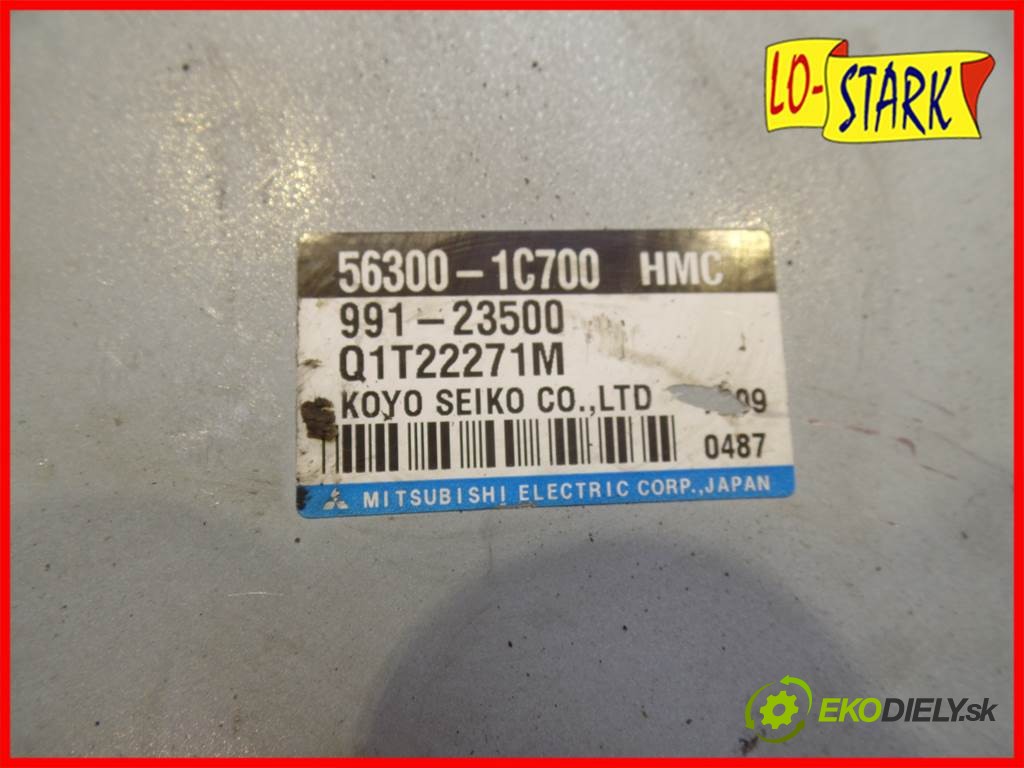 LO-STARK
56300-1C700 HMC
991-23500
Q1T22271M
KOYO SEIKO CO.,LTD
0487
MITSUBISHI ELECTRIC CORP.,JAPAN
EKODIELY.sk